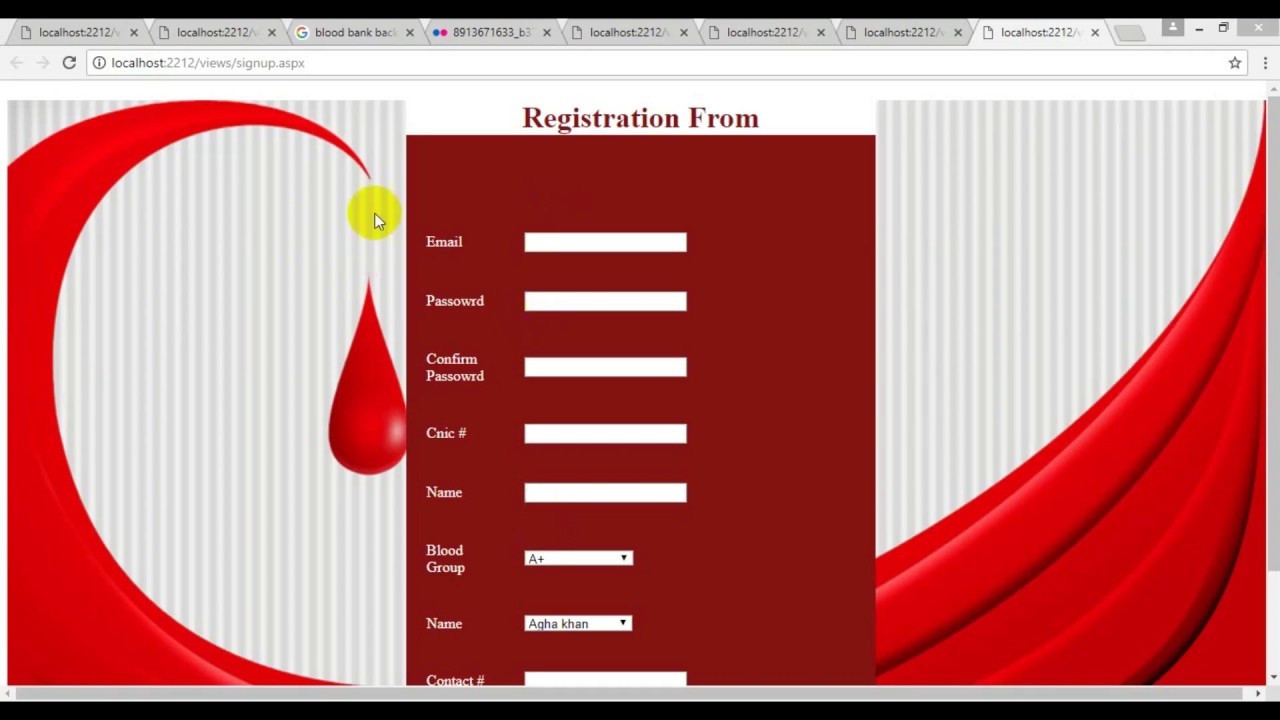 localhost:2212/v
localhost:2212/v
blood bank back
8913671633_b3
localhost:2212/v
localhost:2212/v
localhost:2212/v
localhost:2212/v
localhost:2212/views/signup.aspx
Registration From
Email
Passowrd
Confirm
Passowrd
Cnic #
Name
Blood
Group
A+
Name
Agha khan
Contact #